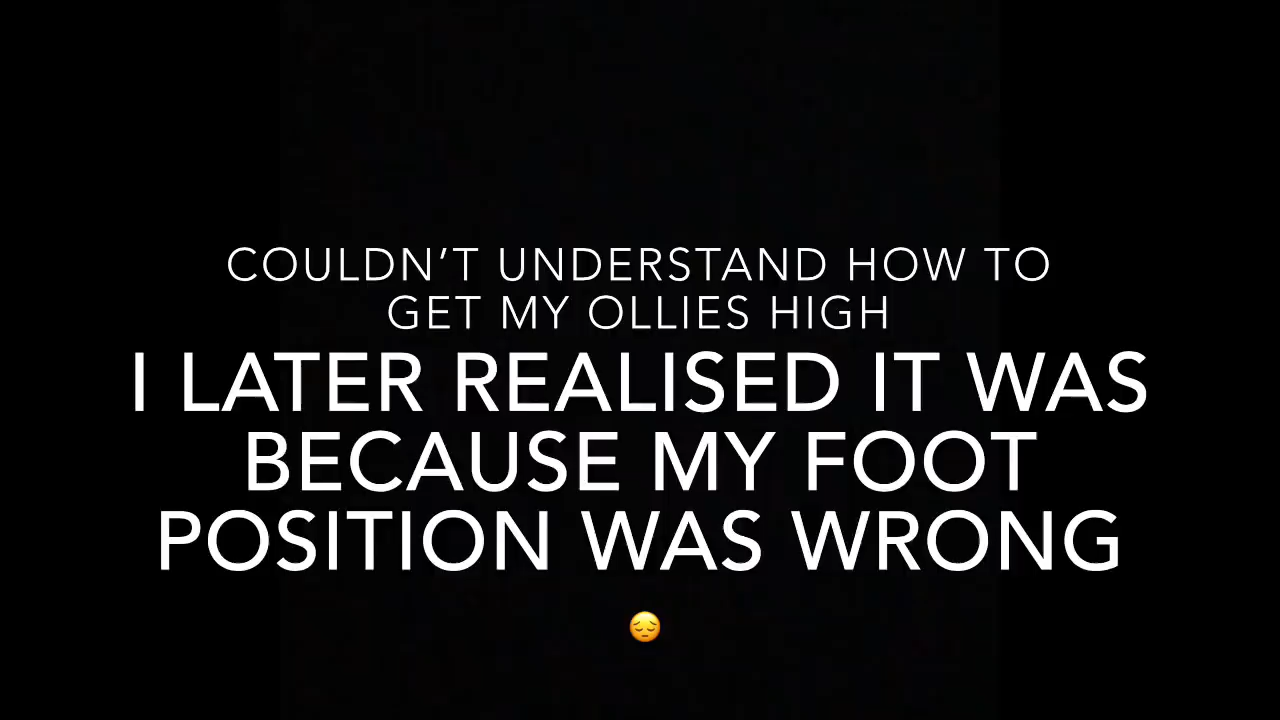 COULDN’T UNDERSTAND HOW TO
GET MY OLLIES HIGH
I LATER REALISED IT WAS
BECAUSE MY FOOT
POSITION WAS WRONG
😔